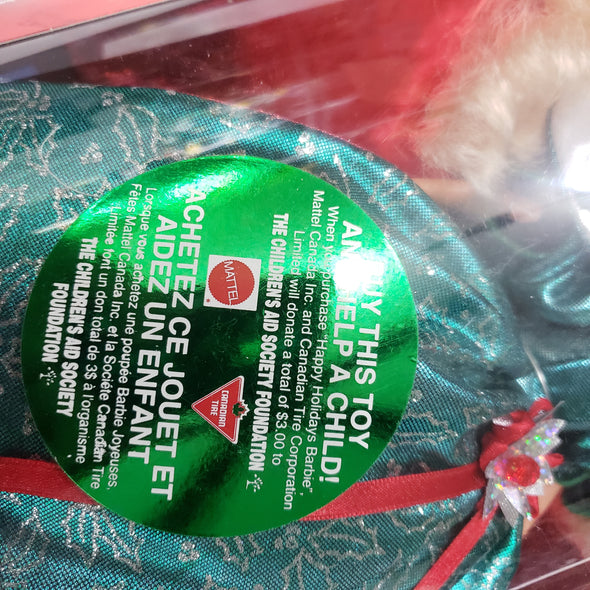 BUY THIS TOY
AND HELP A CHILD!
When you purchase "Happy Holidays Barbie",
Mattel Canada Inc. and Canadian Tire Corporation
Limited will donate a total of $3.00 to
THE CHILDREN'S AID SOCIETY FOUNDATION
MATTEL
CANADIAN
TIRE
ACHETEZ CE JOUET ET
AIDEZ UN ENFANT
Lorsque vous achetez une poupée Barbie Joyeuses
Fêtes Mattel Canada Inc. et la Société Canadian Tire
Limitée font un don total de 3$ à l'organisme
THE CHILDREN'S AID SOCIETY
FOUNDATION